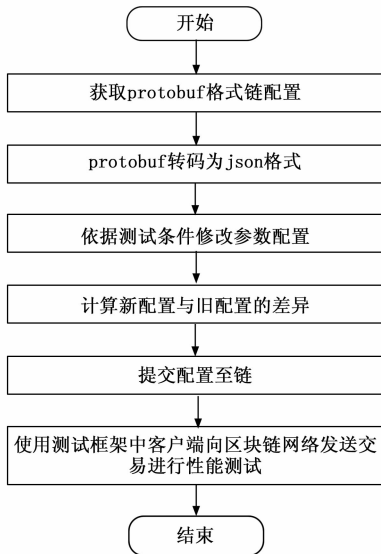 开始
获取protobuf格式链配置
protobuf转码为json格式
依据测试条件修改参数配置
计算新配置与旧配置的差异
提交配置至链
使用测试框架中客户端向区块链网络发送交
易进行性能测试
结束